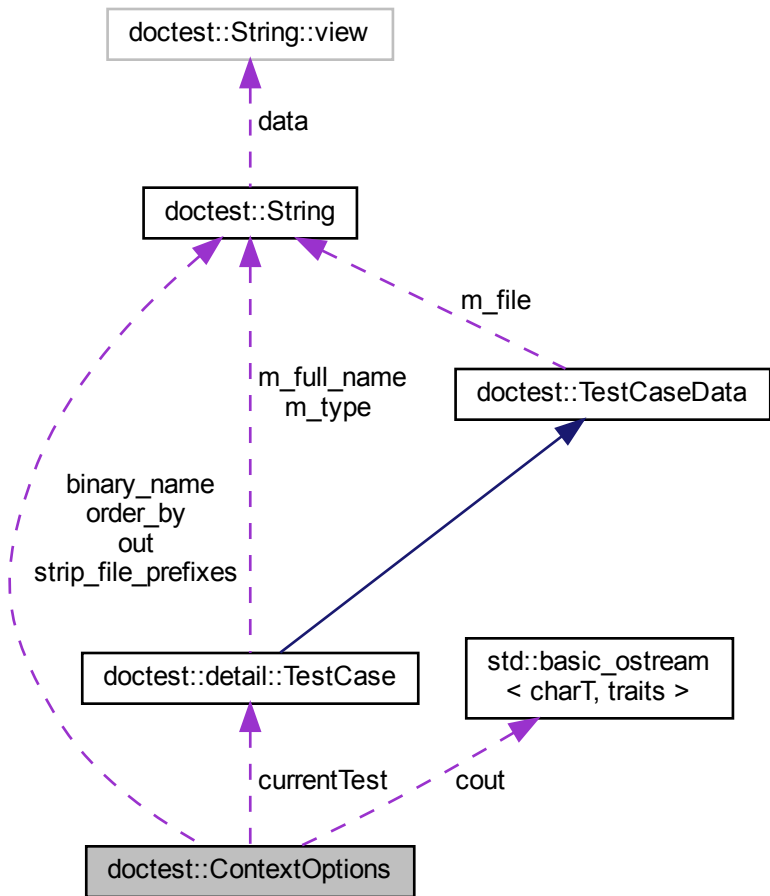 doctest::String::view
data
doctest::String
m_file
m_full_name
m_type
doctest::TestCaseData
binary_name
order_by
out
strip_file_prefixes
doctest::detail::TestCase
std::basic_ostream
< charT, traits >
currentTest
cout
doctest::ContextOptions